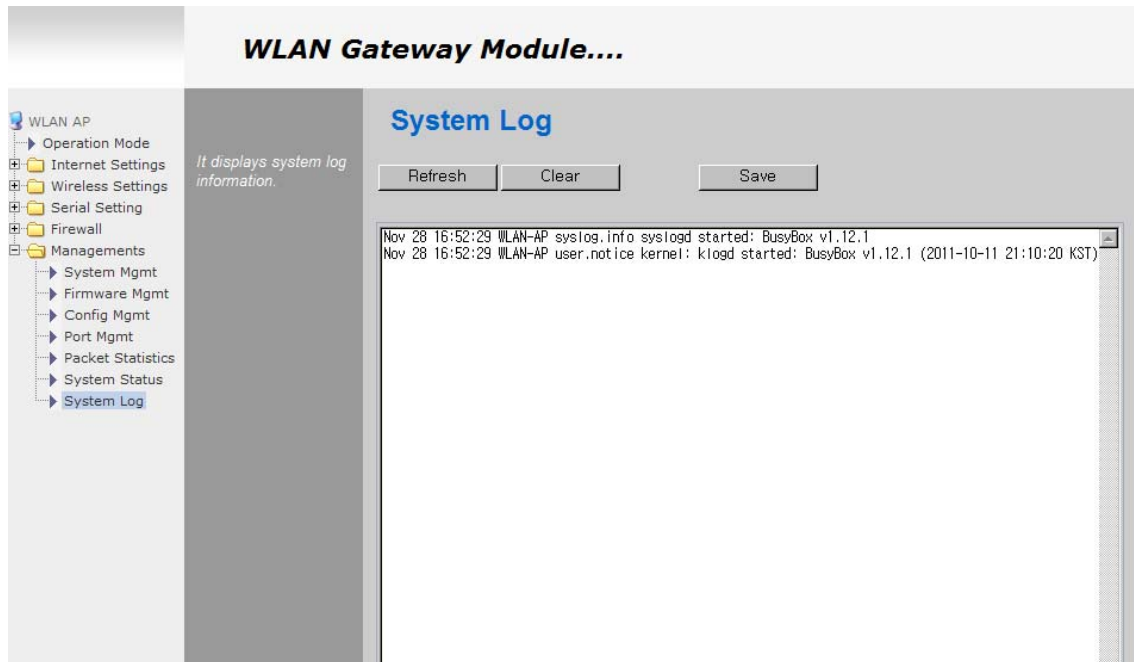 WLAN Gateway Module....
WLAN AP
Operation Mode
Internet Settings
Wireless Settings
Serial Setting
Firewall
Managements
System Mgmt
Firmware Mgmt
Config Mgmt
Port Mgmt
Packet Statistics
System Status
System Log
It displays system log
information.
System Log
Refresh Clear Save
Nov 28 16:52:29 WLAN-AP syslog.info syslogd started: BusyBox v1.12.1
Nov 28 16:52:29 WLAN-AP user.notice kernel: klogd started: BusyBox v1.12.1 (2011-10-11 21:10:20 KST)